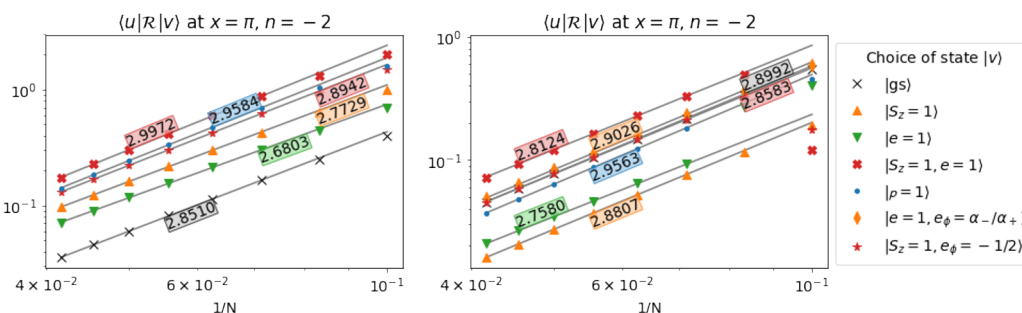 ⟨u|ℛ|v⟩ at x = π, n = −2
10⁰
10⁻¹
2.9972
2.9584
2.8942
2.7729
2.6803
2.8510
4 × 10⁻²
6 × 10⁻²
10⁻¹
1/N
⟨u|ℛ|v⟩ at x = π, n = −2
10⁰
10⁻¹
2.8992
2.8583
2.8124
2.9026
2.9563
2.7580
2.8807
4 × 10⁻²
6 × 10⁻²
10⁻¹
1/N
Choice of state |v⟩
|gs⟩
|S_z = 1⟩
|e = 1⟩
|S_z = 1, e = 1⟩
|p = 1⟩
|e = 1, e_ϕ = α₋/α₊⟩
|S_z = 1, e_ϕ = −1/2⟩